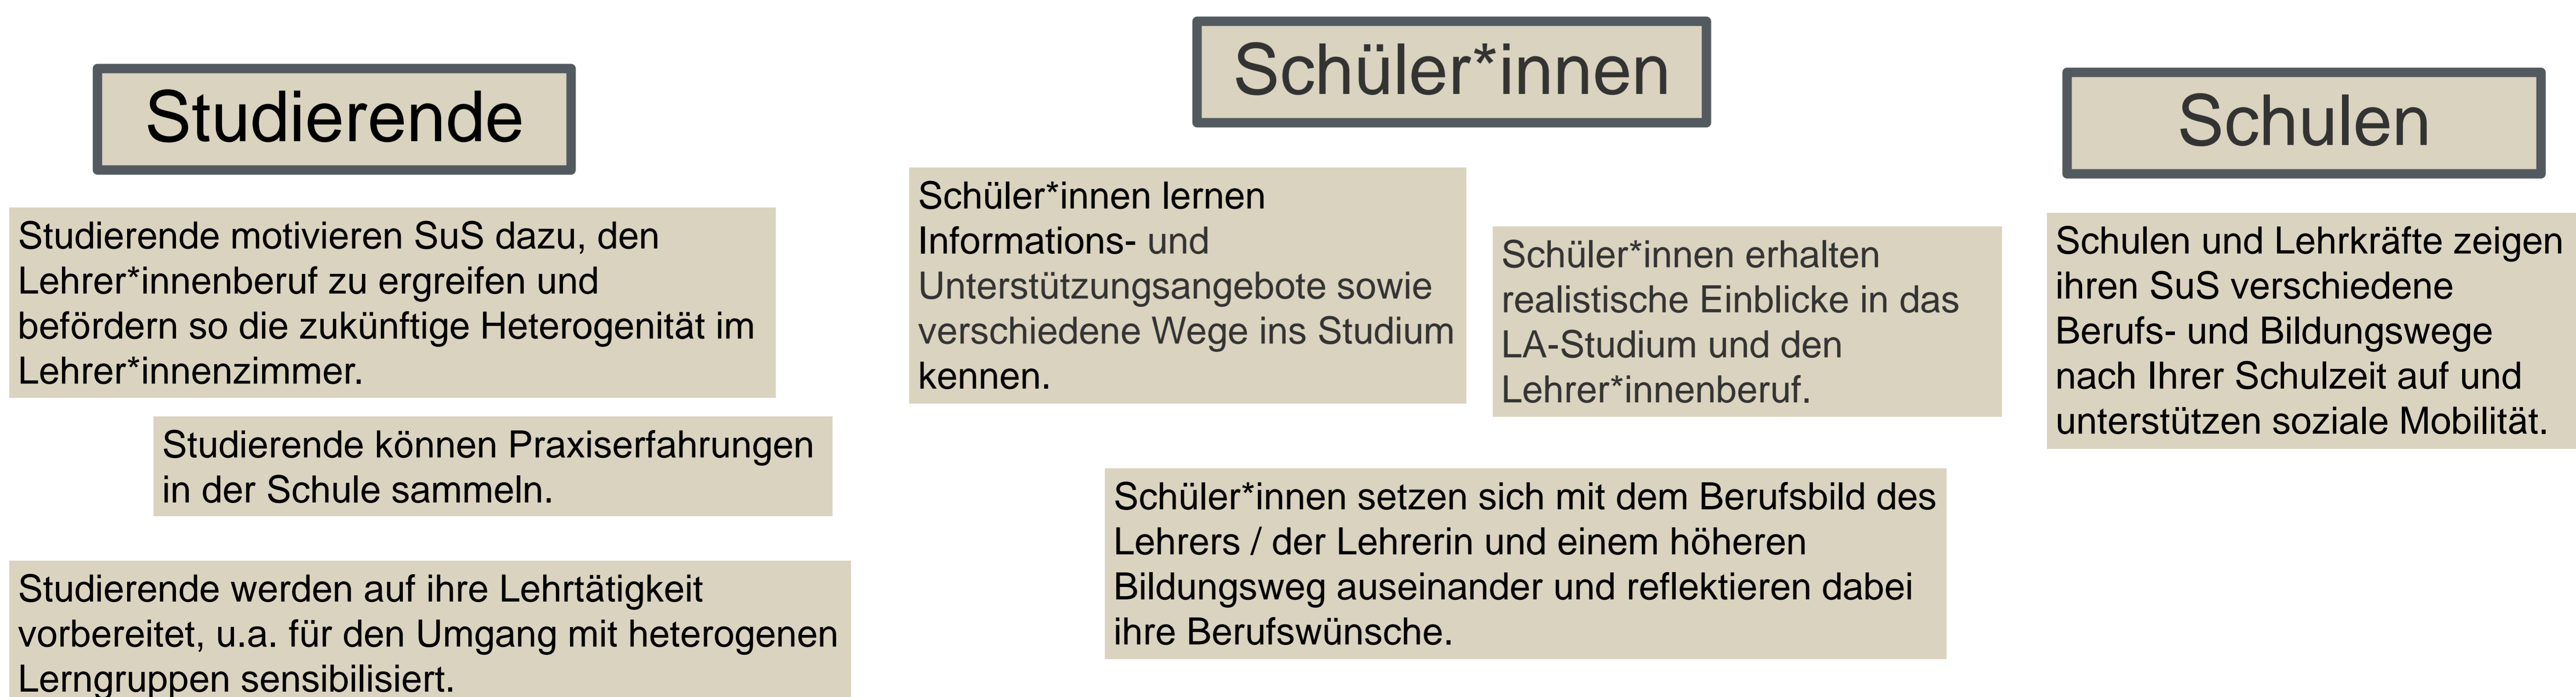 Studierende
Studierende motivieren SuS dazu, den
Lehrer*innenberuf zu ergreifen und
befördern so die zukünftige Heterogenität im
Lehrer*innenzimmer.
Studierende können Praxiserfahrungen
in der Schule sammeln.
Studierende werden auf ihre Lehrtätigkeit
vorbereitet, u.a. für den Umgang mit heterogenen
Lerngruppen sensibilisiert.
Schüler*innen
Schüler*innen lernen
Informations- und
Unterstützungsangebote sowie
verschiedene Wege ins Studium
kennen.
Schüler*innen erhalten
realistische Einblicke in das
LA-Studium und den
Lehrer*innenberuf.
Schüler*innen setzen sich mit dem Berufsbild des
Lehrers / der Lehrerin und einem höheren
Bildungsweg auseinander und reflektieren dabei
ihre Berufswünsche.
Schulen
Schulen und Lehrkräfte zeigen
ihren SuS verschiedene
Berufs- und Bildungswege
nach Ihrer Schulzeit auf und
unterstützen soziale Mobilität.